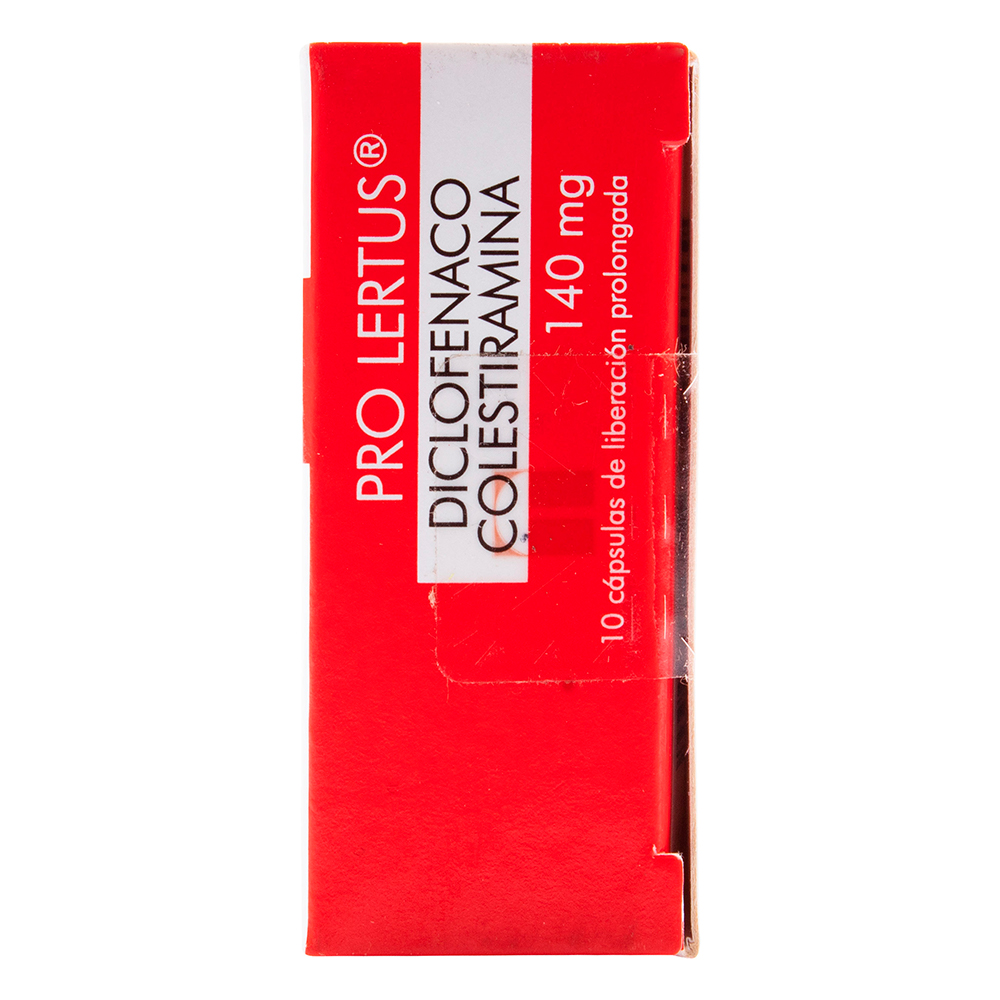 PRO LERTUS®
DICLOFENACO
COLESTIRAMINA
140 mg
10 cápsulas de liberación prolongada